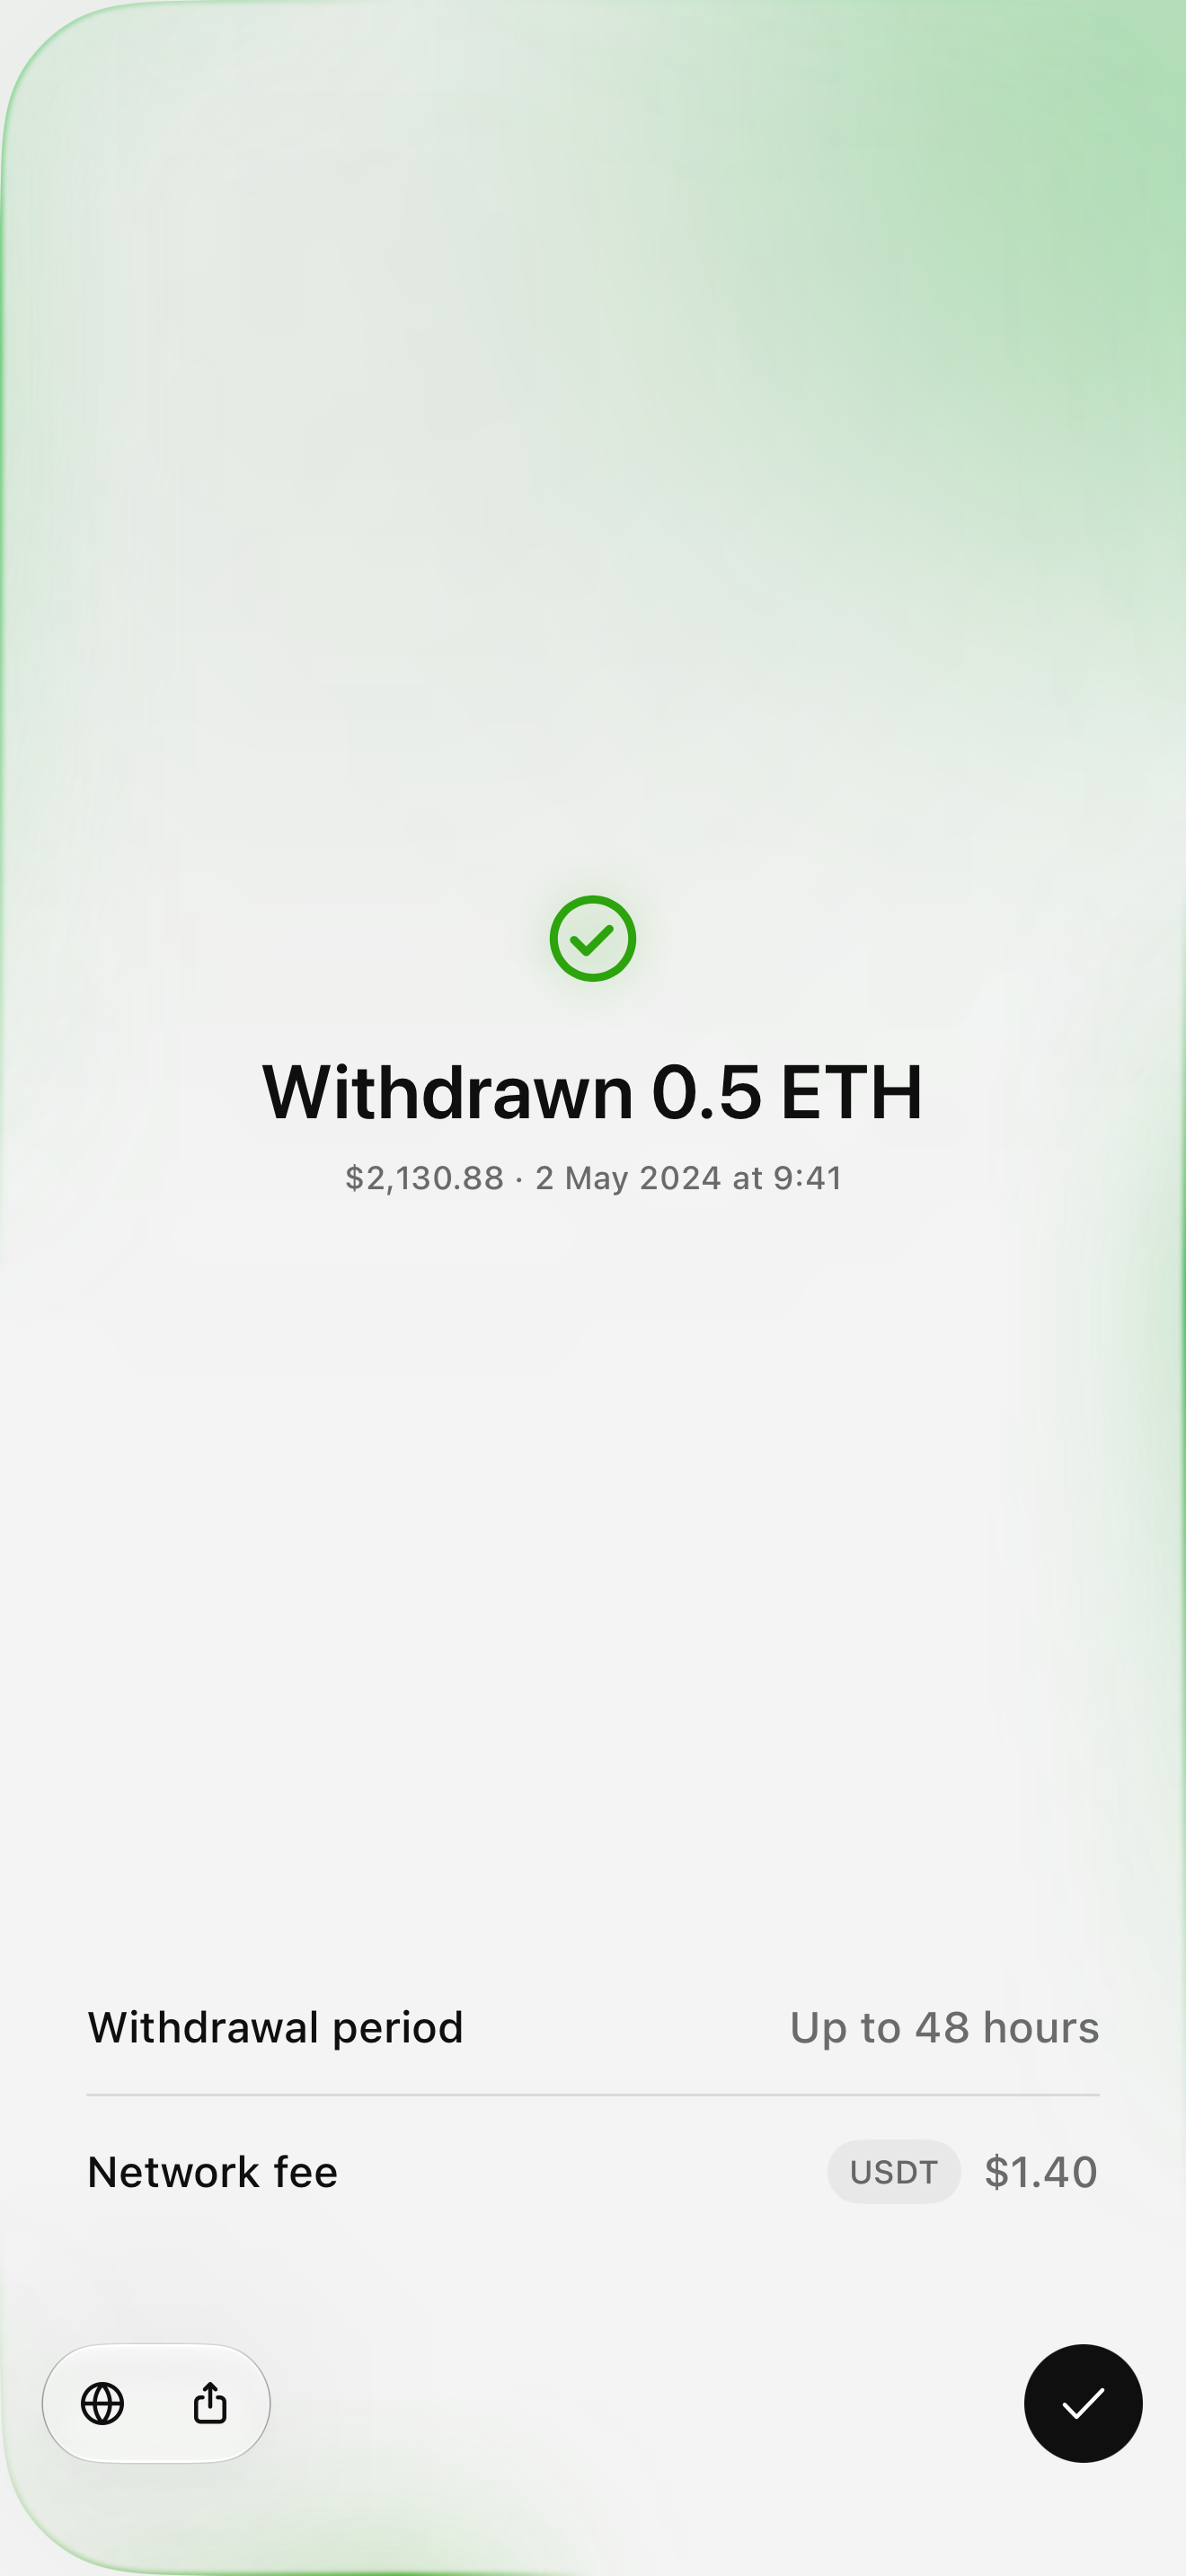 Withdrawn 0.5 ETH
$2,130.88 · 2 May 2024 at 9:41
Withdrawal period Up to 48 hours
Network fee USDT $1.40